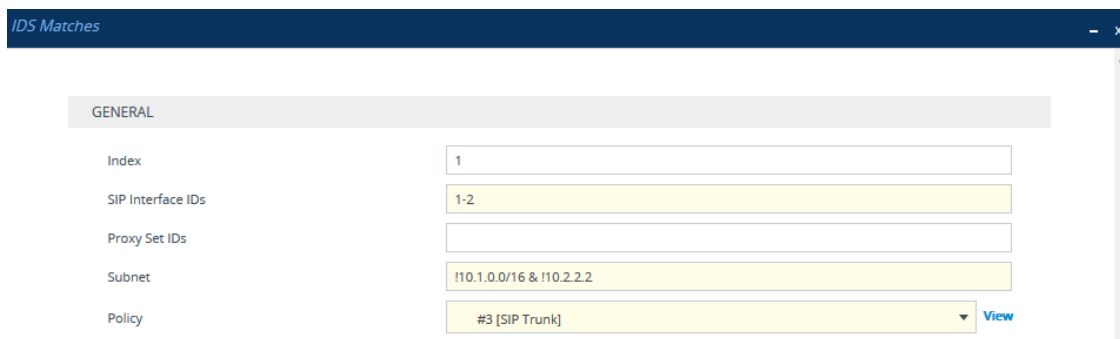 IDS Matches
GENERAL
Index 1
SIP Interface IDs 1-2
Proxy Set IDs
Subnet !10.1.0.0/16 & !10.2.2.2
Policy #3 [SIP Trunk] View